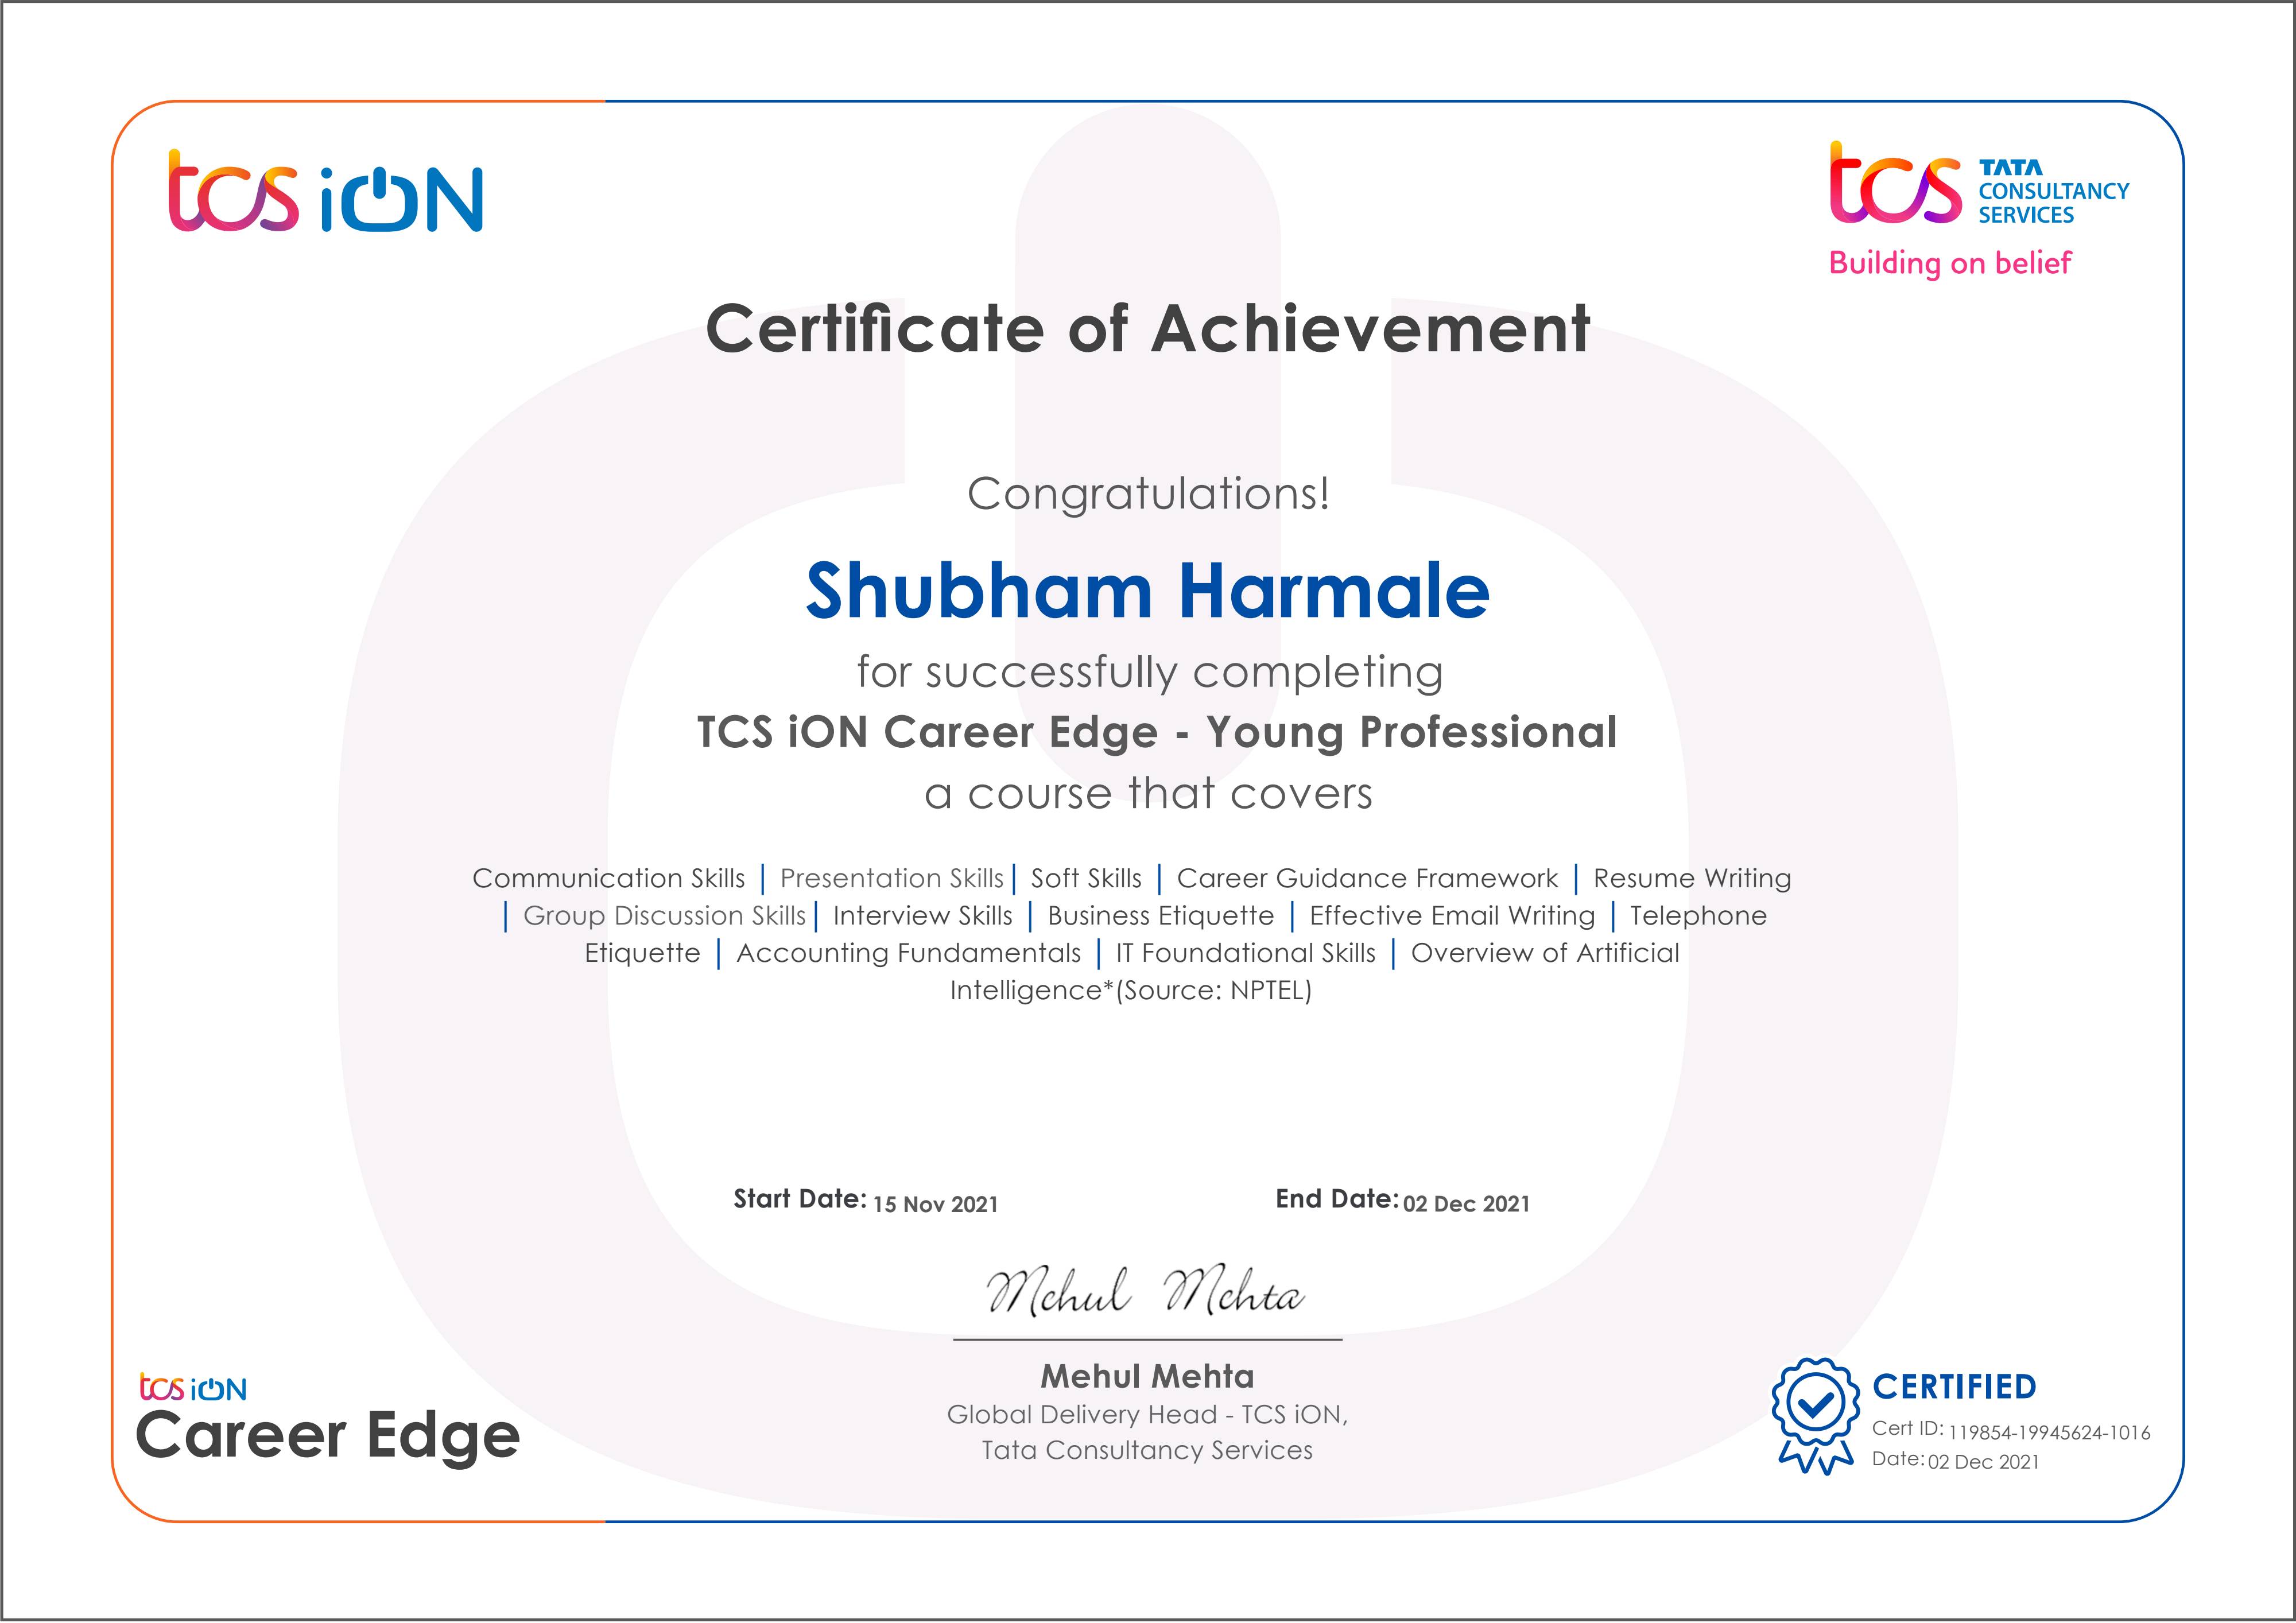 tcs iON
tcs TATA
CONSULTANCY
SERVICES
Building on belief
Certificate of Achievement
Congratulations!
Shubham Harmale
for successfully completing
TCS iON Career Edge - Young Professional
a course that covers
Communication Skills | Presentation Skills | Soft Skills | Career Guidance Framework | Resume Writing
| Group Discussion Skills | Interview Skills | Business Etiquette | Effective Email Writing | Telephone
Etiquette | Accounting Fundamentals | IT Foundational Skills | Overview of Artificial
Intelligence*(Source: NPTEL)
Start Date: 15 Nov 2021 End Date: 02 Dec 2021
Mehul Mehta
Mehul Mehta
Global Delivery Head - TCS iON,
Tata Consultancy Services
tcs iON
Career Edge
CERTIFIED
Cert ID: 119854-19945624-1016
Date: 02 Dec 2021